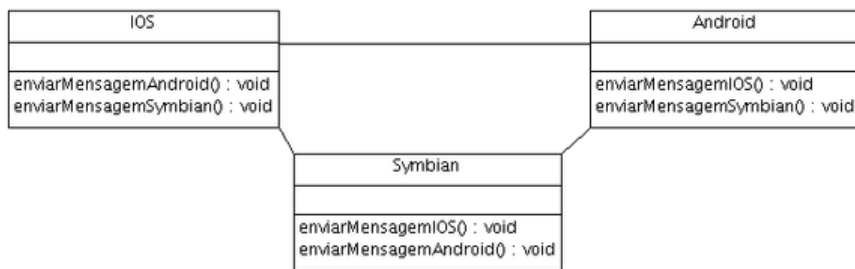 IOS
enviarMensagemAndroid() : void
enviarMensagemSymbian() : void
Android
enviarMensagemIOS() : void
enviarMensagemSymbian() : void
Symbian
enviarMensagemIOS() : void
enviarMensagemAndroid() : void